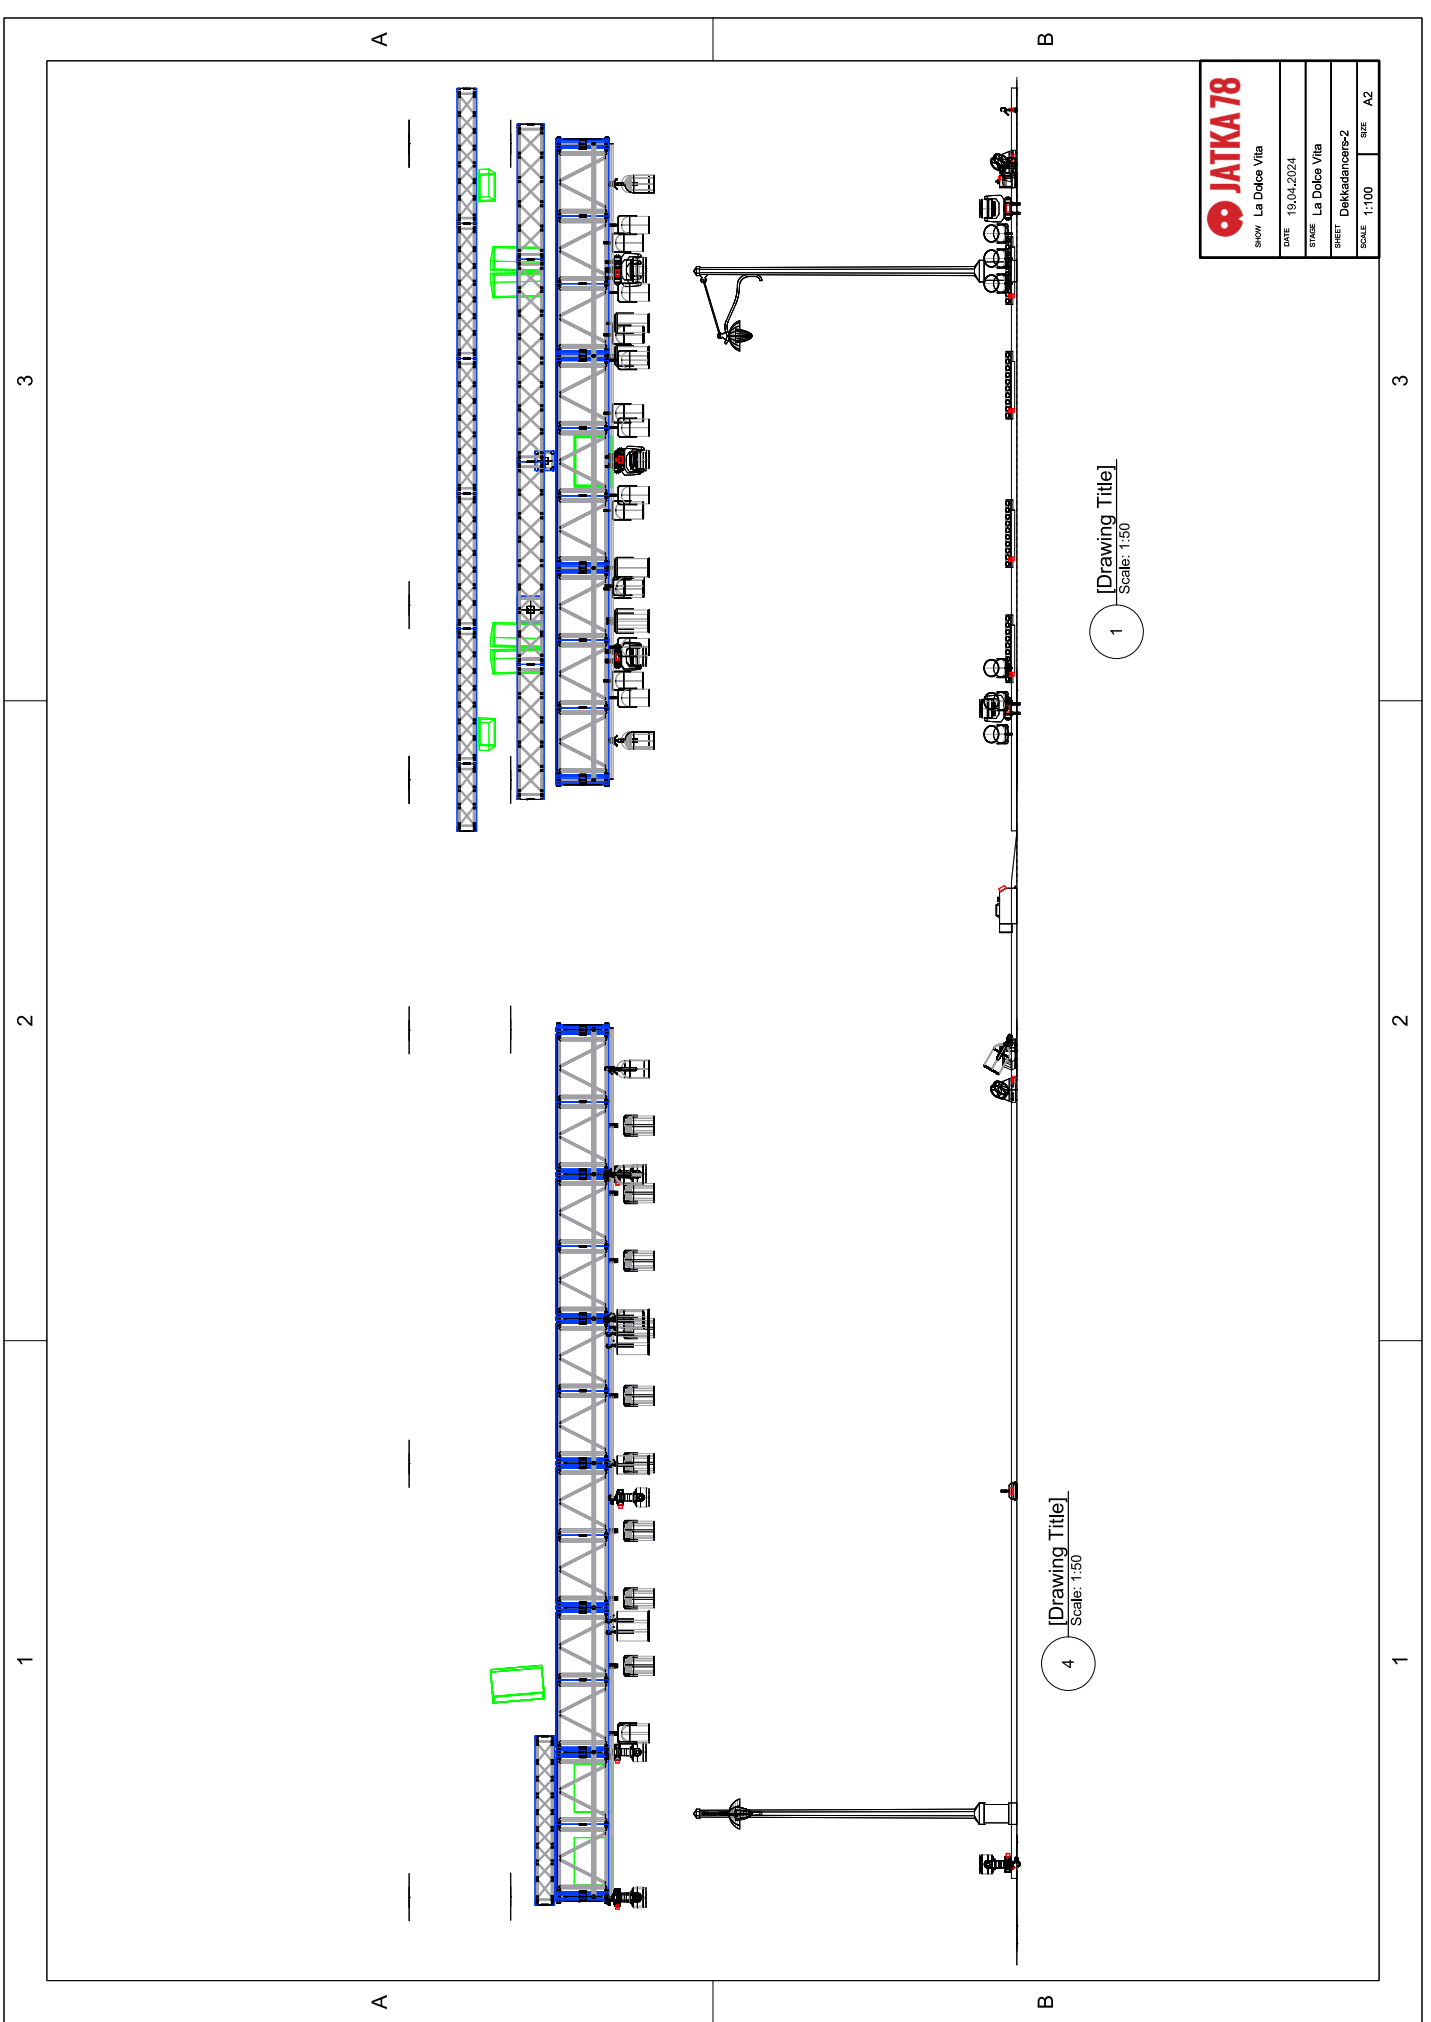 JATKA78
SHOW La Dolce Vita
DATE 19.04.2024
STAGE La Dolce Vita
SHEET Dekkadancers-2
SCALE 1:100 SIZE A2
[Drawing Title]
Scale: 1:50
1
[Drawing Title]
Scale: 1:50
4
A
B
A
B
3
2
1
3
2
1